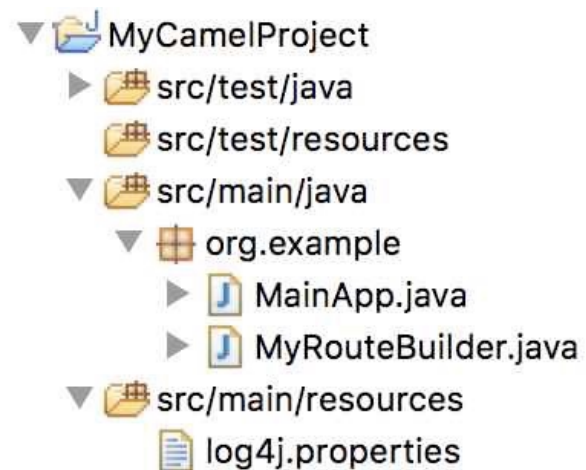 MyCamelProject
src/test/java
src/test/resources
src/main/java
org.example
MainApp.java
MyRouteBuilder.java
src/main/resources
log4j.properties